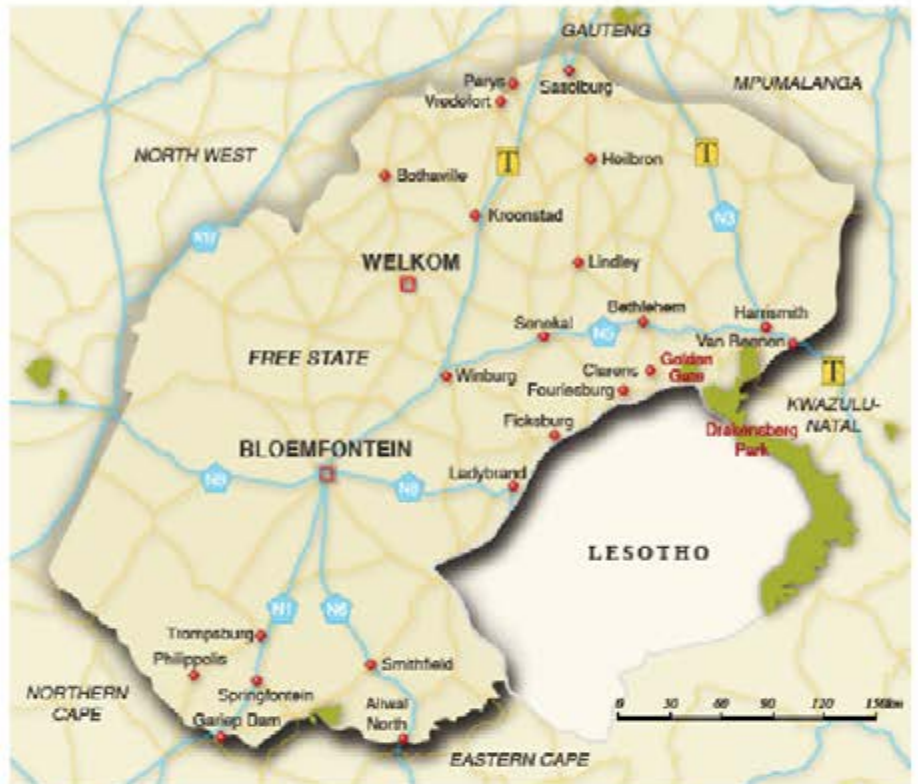 GAUTENG
MPUMALANGA
Parys
Sasolburg
Vredefort
NORTH WEST
T
T
Heilbron
Bothaville
Kroonstad
N3
WELKOM
Lindley
Bethlehem
Harrismith
Senekal
N5
Van Reenen
FREE STATE
Clarens
Golden
Gate
Winburg
T
Fouriesburg
KWAZULU-
NATAL
Ficksburg
Drakensberg
Park
BLOEMFONTEIN
Ladybrand
N8
N8
LESOTHO
N1
N6
Trompsburg
Philippolis
Smithfield
NORTHERN
CAPE
Springfontein
Gariep Dam
Aliwal
North
0 30 60 90 120 150km
EASTERN CAPE